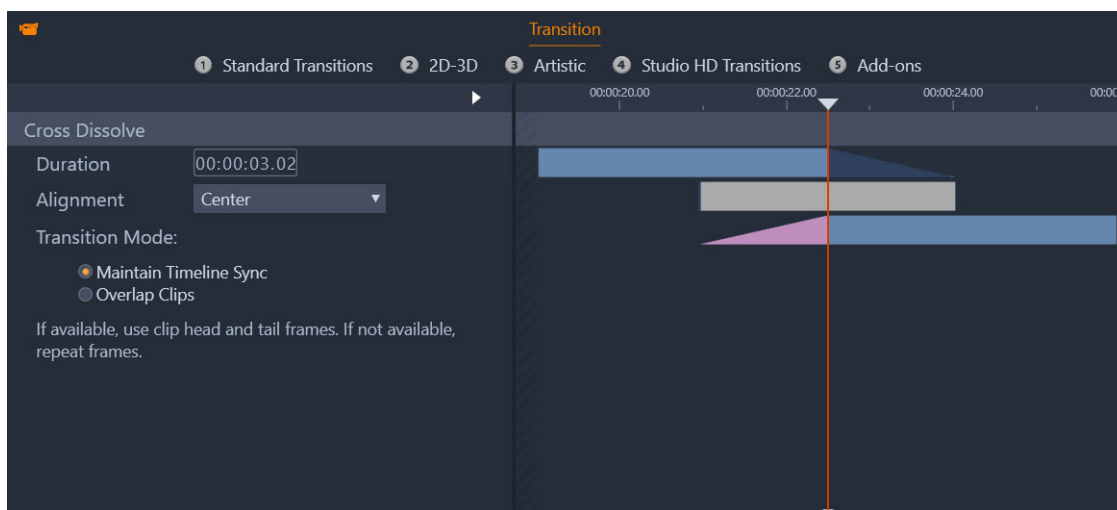 Transition
1 Standard Transitions 2 2D-3D 3 Artistic 4 Studio HD Transitions 5 Add-ons
00:00:20.00 00:00:22.00 00:00:24.00
Cross Dissolve
Duration 00:00:03.02
Alignment Center
Transition Mode:
Maintain Timeline Sync
Overlap Clips
If available, use clip head and tail frames. If not available,
repeat frames.